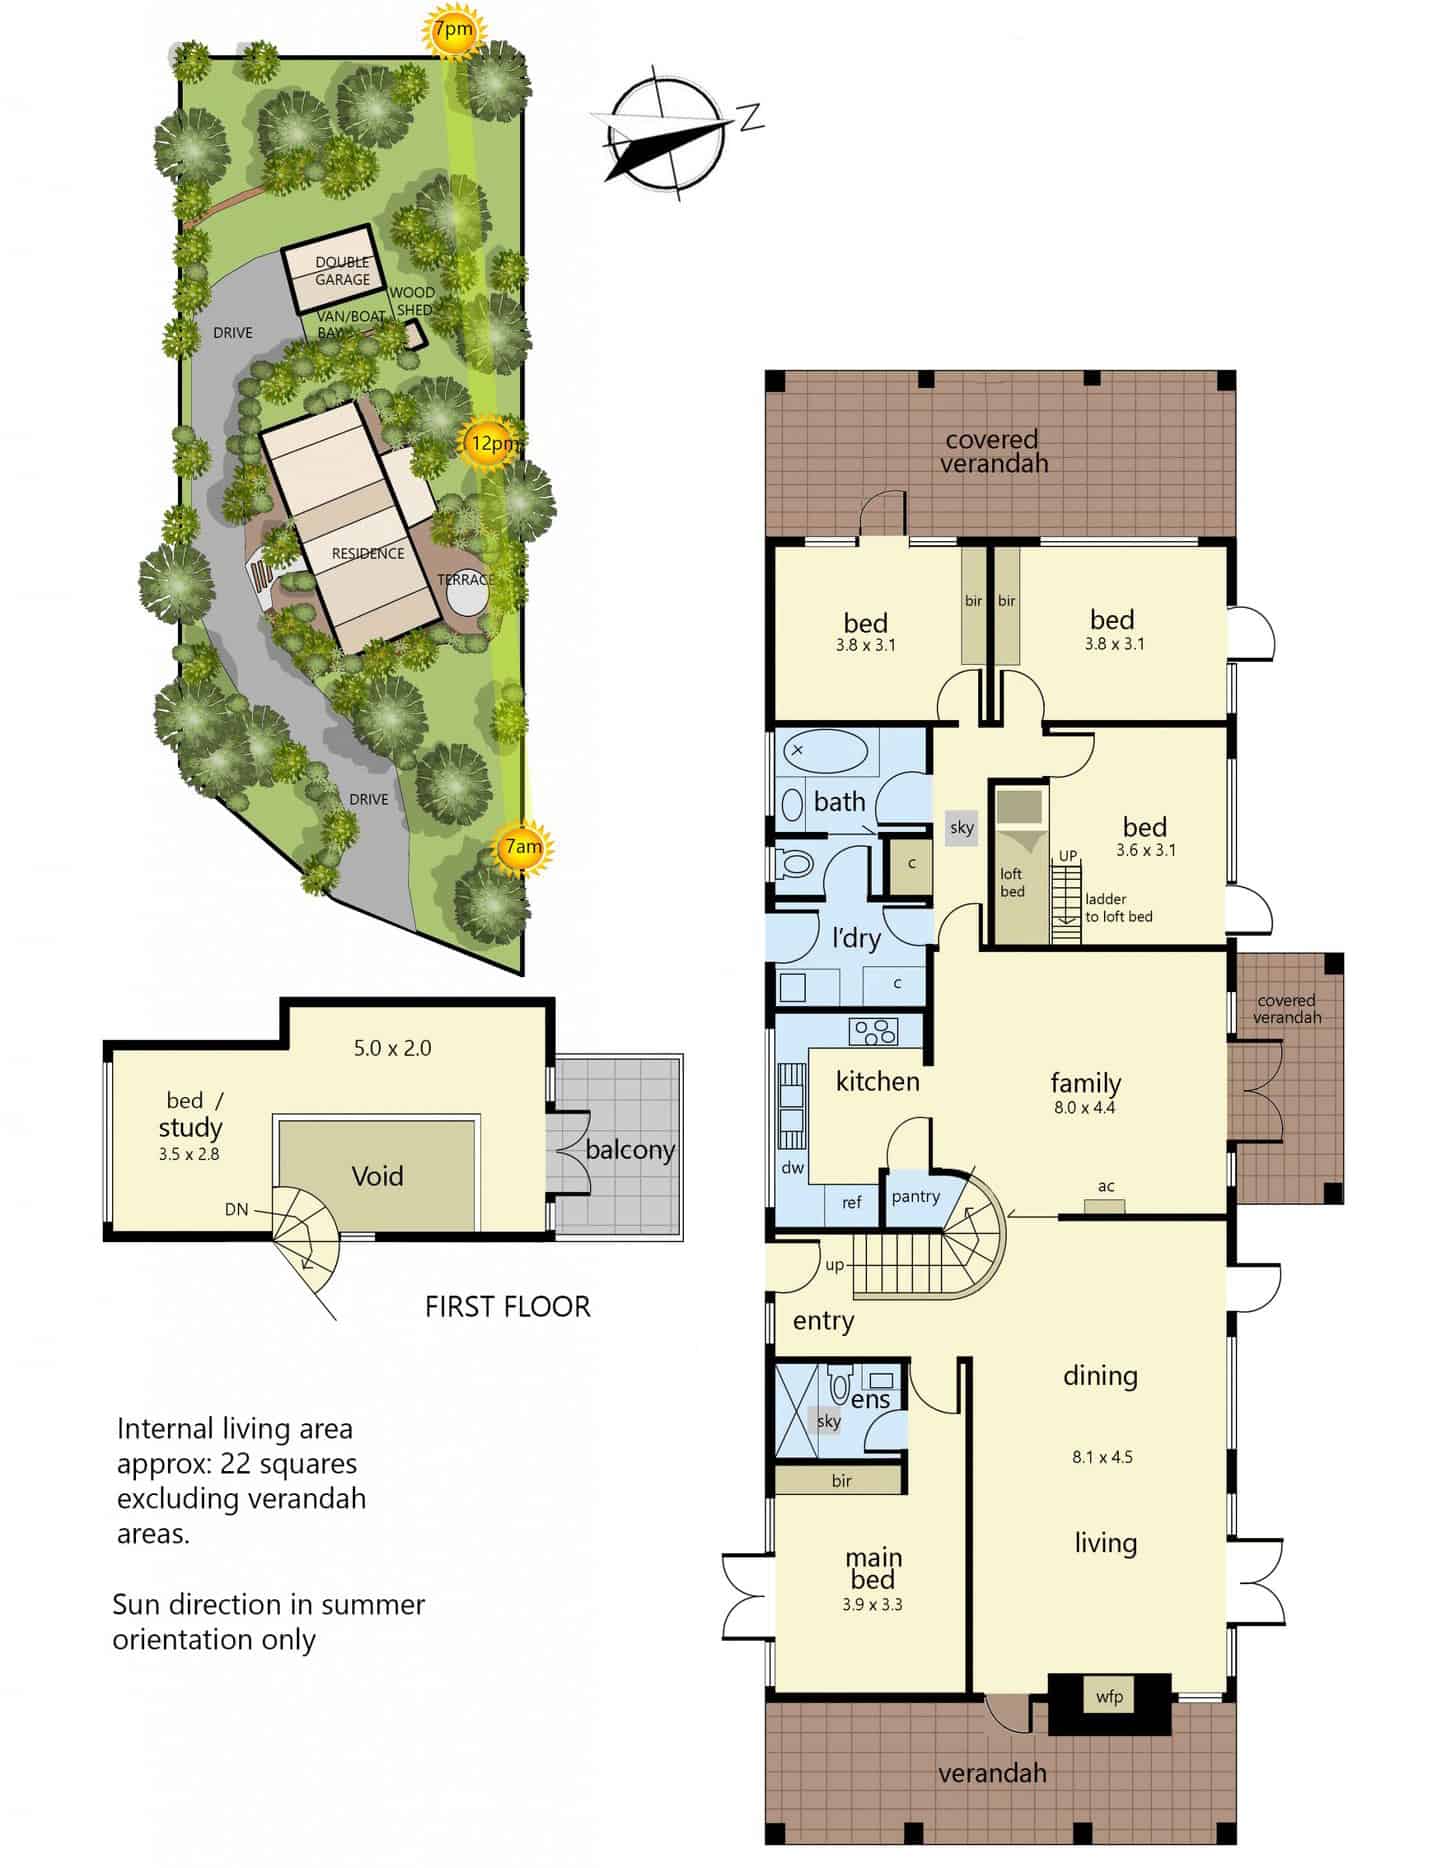 7pm
N
DOUBLE
GARAGE
WOOD
SHED
VAN/BOAT
BAY
DRIVE
12pm
RESIDENCE
TERRACE
DRIVE
7am
5.0 x 2.0
bed /
study
3.5 x 2.8
Void
balcony
DN
FIRST FLOOR
Internal living area
approx: 22 squares
excluding verandah
areas.
Sun direction in summer
orientation only
covered
verandah
bed
3.8 x 3.1
bir
bir
bed
3.8 x 3.1
bath
sky
c
bed
3.6 x 3.1
UP
loft
bed
ladder
to loft bed
l'dry
c
covered
verandah
kitchen
family
8.0 x 4.4
dw
ref
pantry
ac
up
entry
dining
ens
sky
8.1 x 4.5
bir
living
main
bed
3.9 x 3.3
wfp
verandah